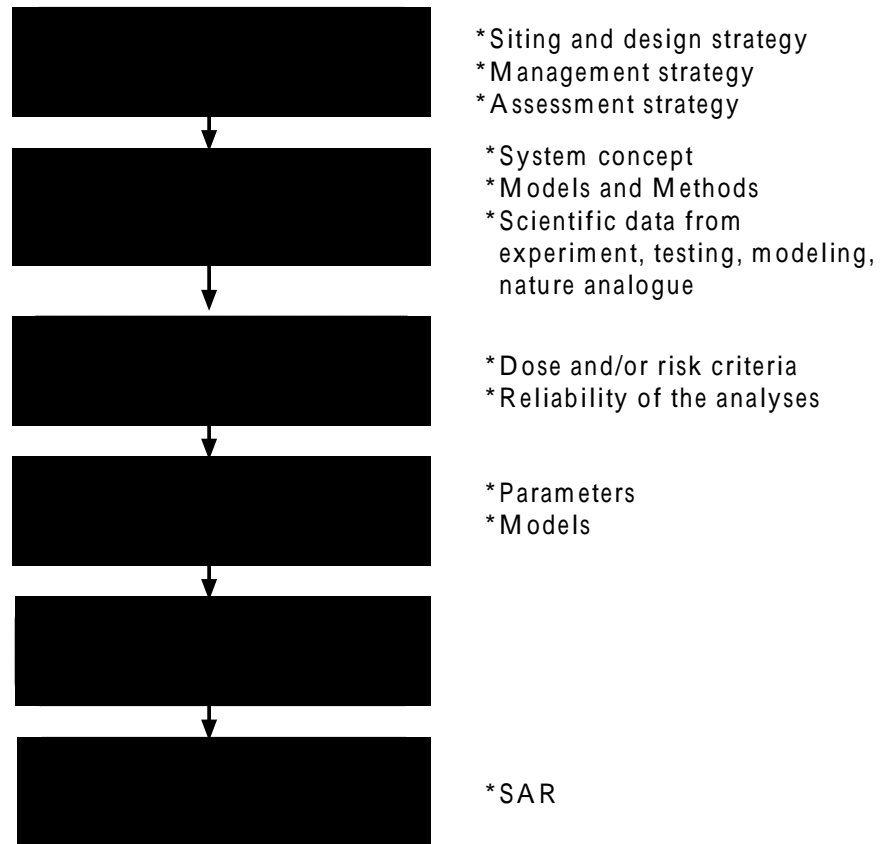 *Siting and design strategy
*Management strategy
*Assessment strategy
*System concept
*Models and Methods
*Scientific data from
experiment, testing, modeling,
nature analogue
*Dose and/or risk criteria
*Reliability of the analyses
*Parameters
*Models
*SAR